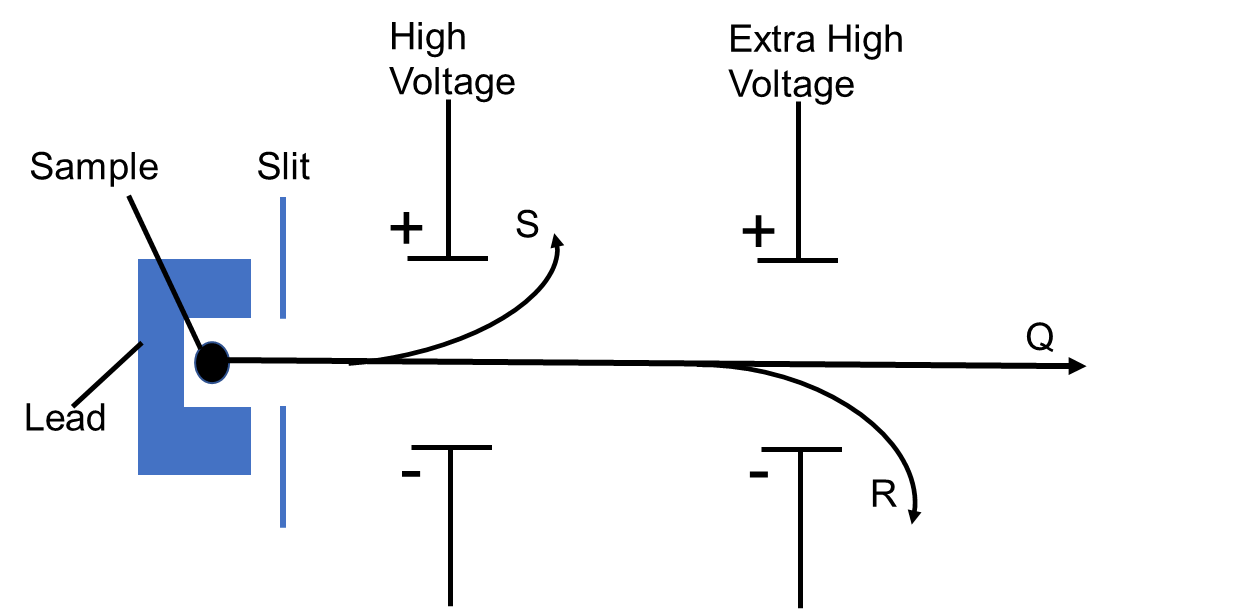 High
Voltage
Extra High
Voltage
Sample
Slit
+
S
+
Q
Lead
-
-
R